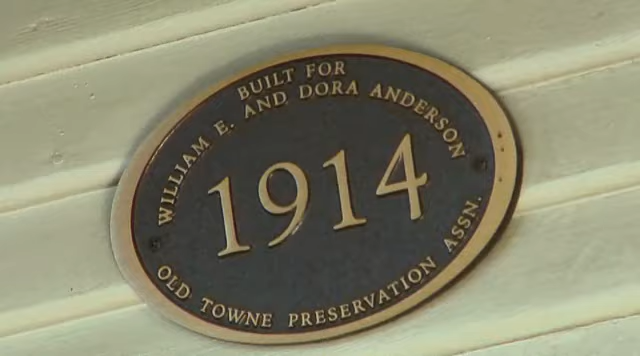 BUILT FOR
WILLIAM E. AND DORA ANDERSON
1914
OLD TOWNE PRESERVATION ASSN.